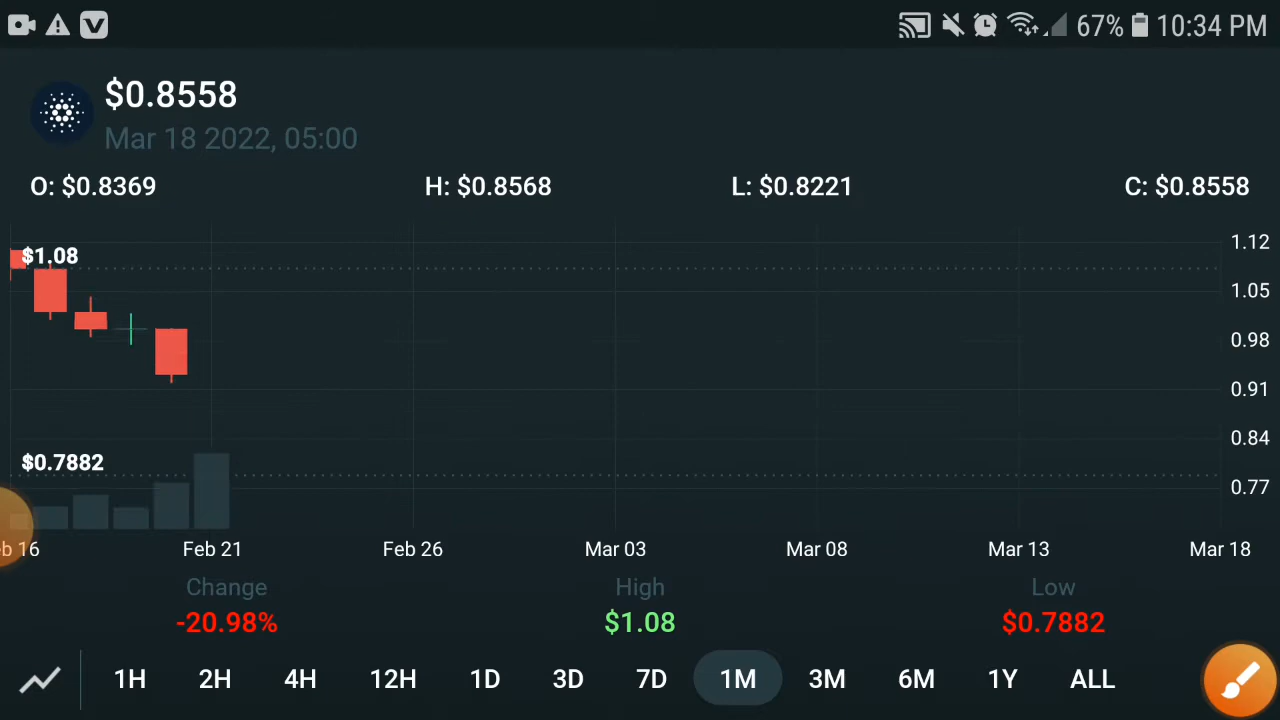 67% 10:34 PM
$0.8558
Mar 18 2022, 05:00
O: $0.8369 H: $0.8568 L: $0.8221 C: $0.8558
$1.08
1.12
1.05
0.98
0.91
0.84
$0.7882
0.77
b 16 Feb 21 Feb 26 Mar 03 Mar 08 Mar 13 Mar 18
Change High Low
-20.98% $1.08 $0.7882
1H 2H 4H 12H 1D 3D 7D 1M 3M 6M 1Y ALL